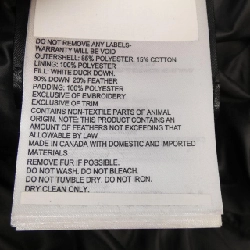 DO NOT REMOVE ANY LABELS-
WARRANTY WILL BE VOID
OUTERSHELL: 85% POLYESTER, 15% COTTON
LINING: 100% POLYESTER
FILL: WHITE DUCK DOWN.
80% DOWN 20% FEATHER
PADDING: 100% POLYESTER
EXCLUSIVE OF EMBROIDERY
EXCLUSIVE OF TRIM
CONTAINS NON-TEXTILE PARTS OF ANIMAL
ORIGIN. NOTE: THIS PRODUCT CONTAINS AN
AMOUNT OF FEATHERS NOT EXCEEDING THAT
ALLOWABLE BY LAW.
MADE IN CANADA WITH DOMESTIC AND IMPORTED
MATERIALS
REMOVE FUR IF POSSIBLE.
DO NOT WASH. DO NOT BLEACH.
DO NOT TUMBLE DRY. DO NOT IRON.
DRY CLEAN ONLY.